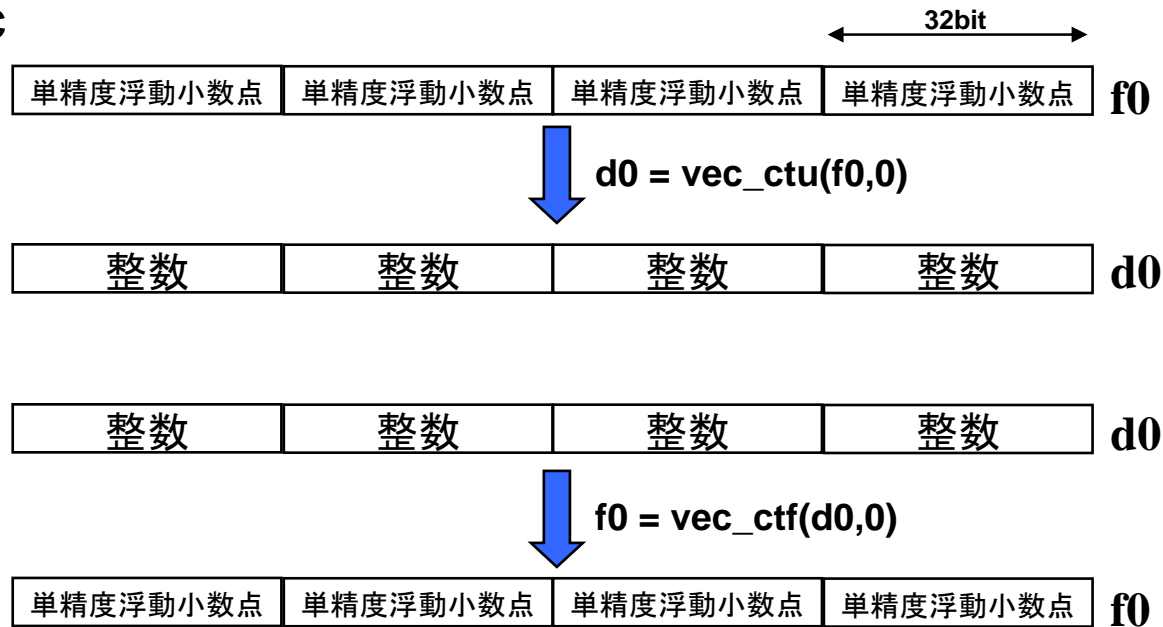 32bit
単精度浮動小数点 単精度浮動小数点 単精度浮動小数点 単精度浮動小数点 f0
d0 = vec_ctu(f0,0)
整数 整数 整数 整数 d0
整数 整数 整数 整数 d0
f0 = vec_ctf(d0,0)
単精度浮動小数点 単精度浮動小数点 単精度浮動小数点 単精度浮動小数点 f0